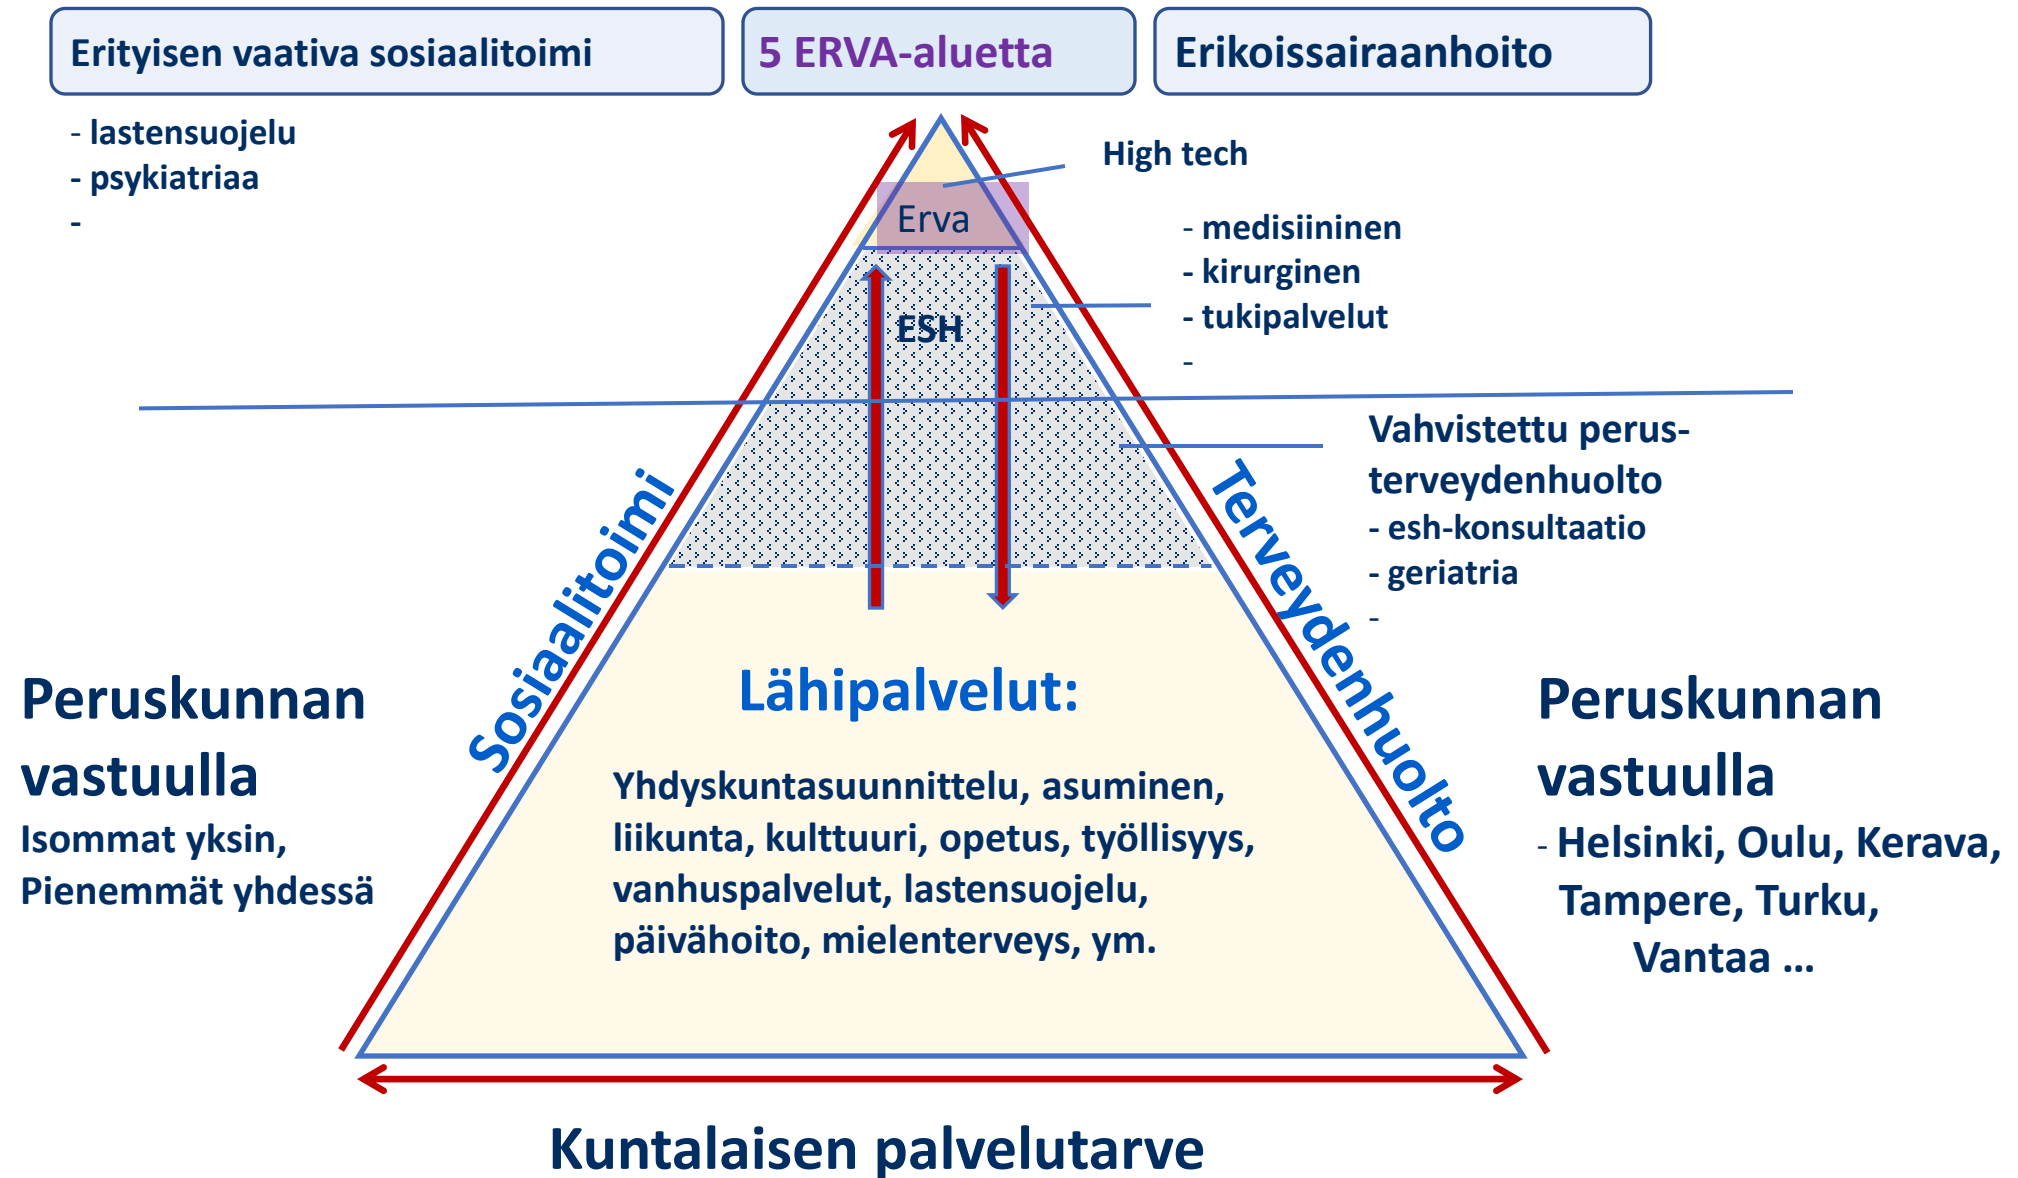 Erityisen vaativa sosiaalitoimi
5 ERVA-aluetta
Erikoissairaanhoito
- lastensuojelu
- psykiatriaa
-
High tech
- medisiininen
- kirurginen
- tukipalvelut
-
Erva
ESH
Vahvistettu perus-
terveydenhuolto
- esh-konsultaatio
- geriatria
-
Sosiaalitoimi
Terveydenhuolto
Peruskunnan
vastuulla
Isommat yksin,
Pienemmät yhdessä
Lähipalvelut:
Yhdyskuntasuunnittelu, asuminen,
liikunta, kulttuuri, opetus, työllisyys,
vanhuspalvelut, lastensuojelu,
päivähoito, mielenterveys, ym.
Peruskunnan
vastuulla
- Helsinki, Oulu, Kerava,
Tampere, Turku,
Vantaa ...
Kuntalaisen palvelutarve